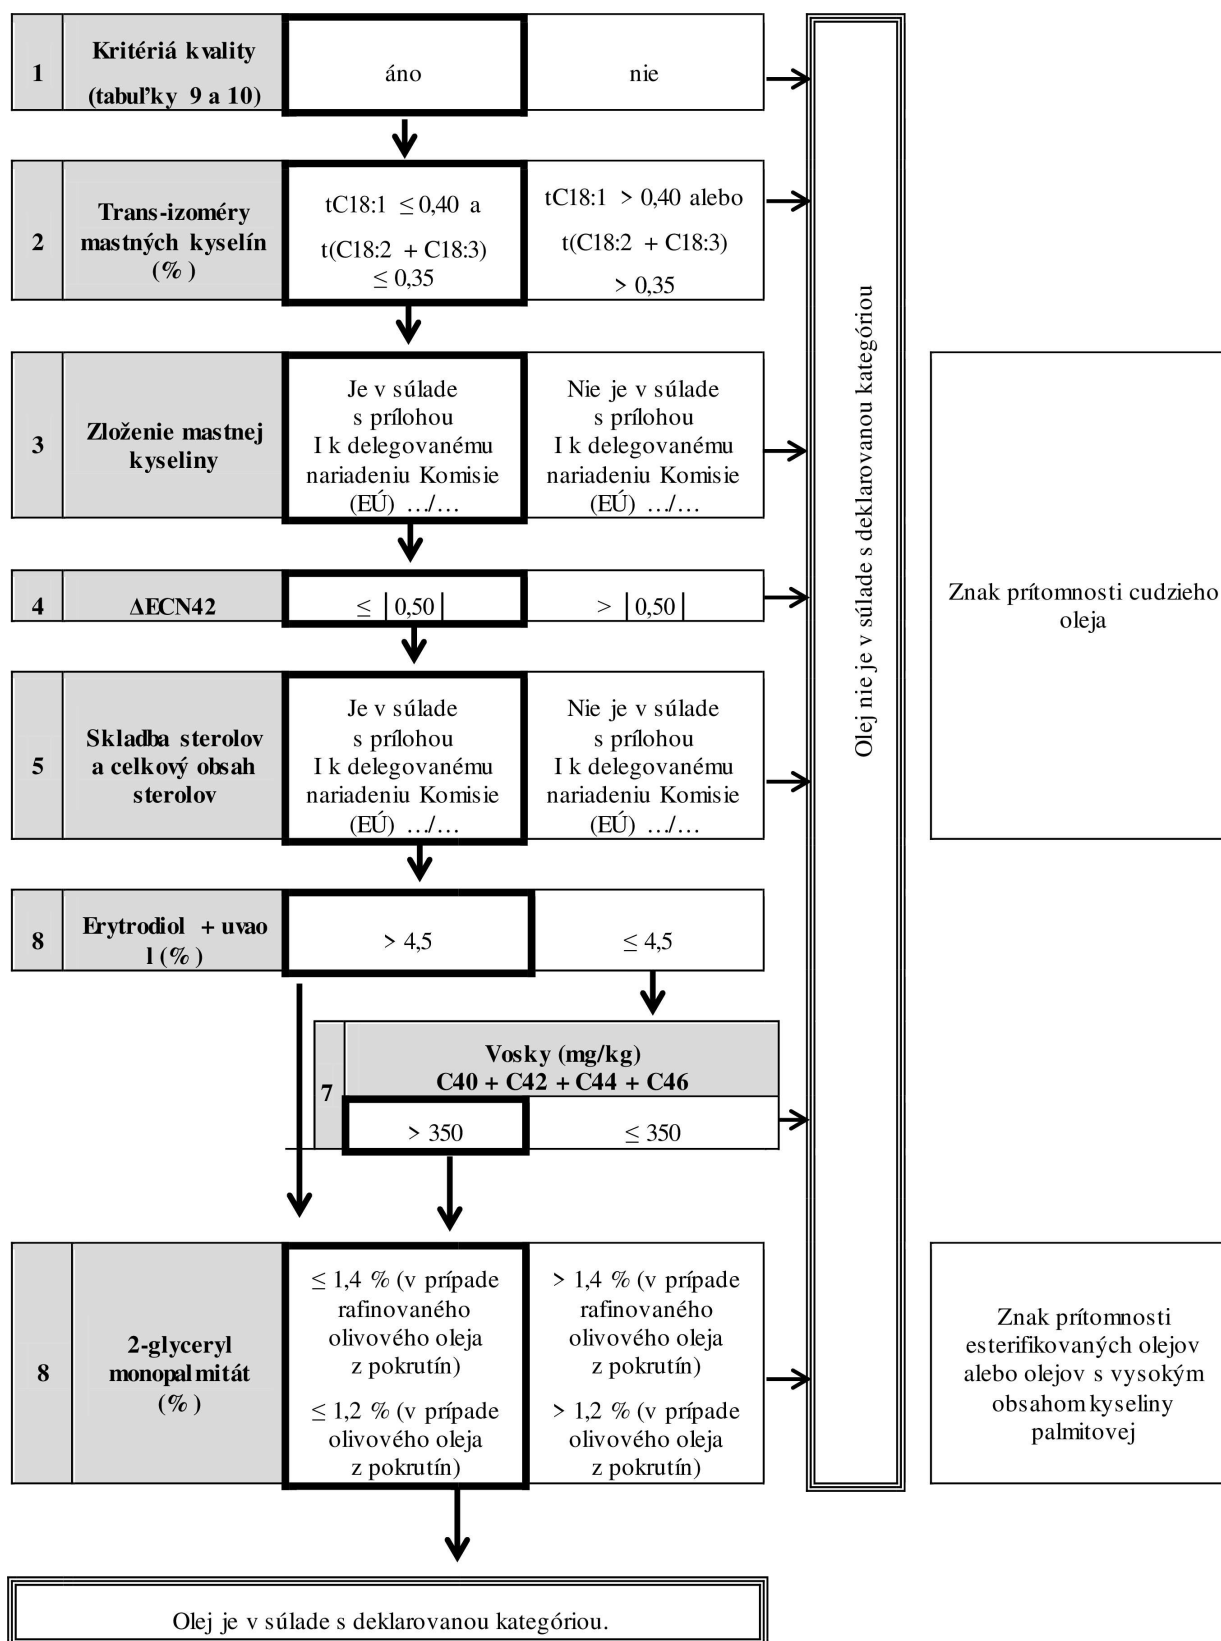 1
Kritériá kvality
(tabuľky 9 a 10)
áno
nie
2
Trans-izoméry
mastných kyselín
(%)
tC18:1 ≤ 0,40 a
t(C18:2 + C18:3)
≤ 0,35
tC18:1 > 0,40 alebo
t(C18:2 + C18:3)
> 0,35
3
Zloženie mastnej
kyseliny
Je v súlade
s prílohou
I k delegovanému
nariadeniu Komisie
(EÚ) …/…
Nie je v súlade
s prílohou
I k delegovanému
nariadeniu Komisie
(EÚ) …/…
4
ΔECN42
≤ |0,50|
> |0,50|
5
Skladba sterolov
a celkový obsah
sterolov
Je v súlade
s prílohou
I k delegovanému
nariadeniu Komisie
(EÚ) …/…
Nie je v súlade
s prílohou
I k delegovanému
nariadeniu Komisie
(EÚ) …/…
8
Erytrodiol + uvao
l (%)
> 4,5
≤ 4,5
7
Vosky (mg/kg)
C40 + C42 + C44 + C46
> 350
≤ 350
8
2-glyceryl
monopalmitát
(%)
≤ 1,4 % (v prípade
rafinovaného
olivového oleja
z pokrutín)
≤ 1,2 % (v prípade
olivového oleja
z pokrutín)
> 1,4 % (v prípade
rafinovaného
olivového oleja
z pokrutín)
> 1,2 % (v prípade
olivového oleja
z pokrutín)
Olej nie je v súlade s deklarovanou kategóriou
Znak prítomnosti cudzieho
oleja
Znak prítomnosti
esterifikovaných olejov
alebo olejov s vysokým
obsahom kyseliny
palmitovej
Olej je v súlade s deklarovanou kategóriou.